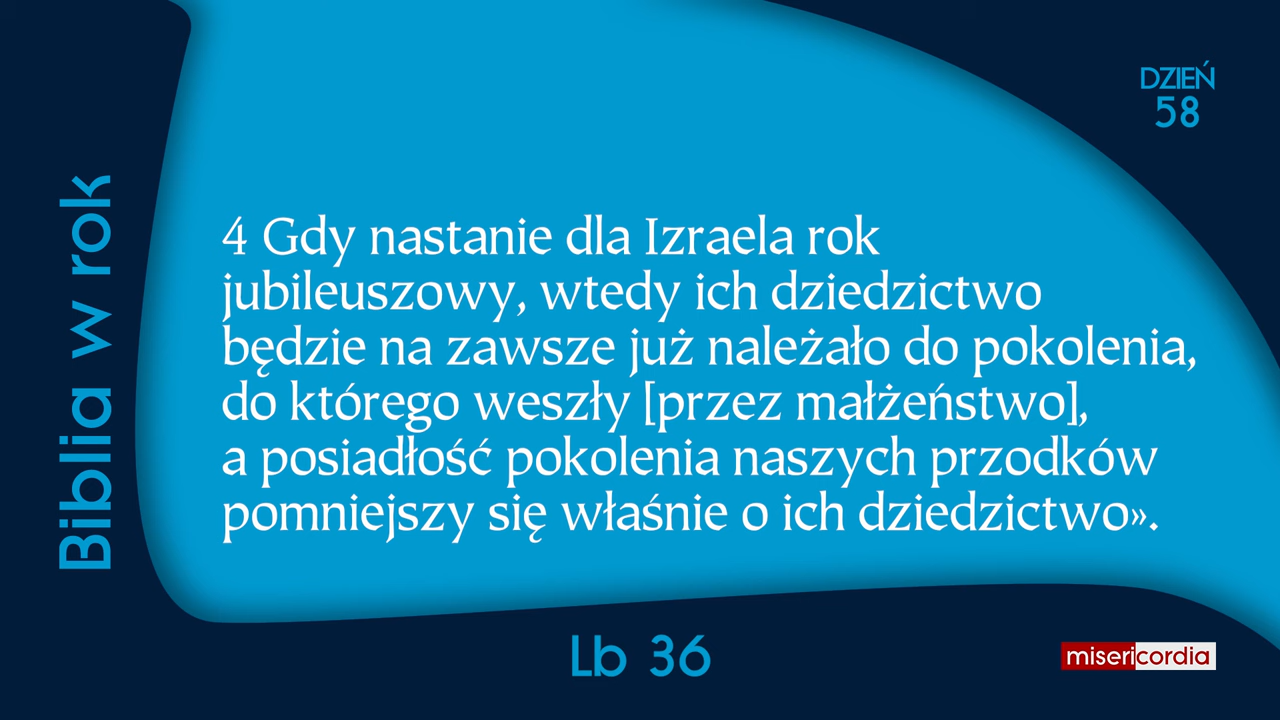 DZIEŃ
58
Biblia w rok
4 Gdy nastanie dla Izraela rok
jubileuszowy, wtedy ich dziedzictwo
będzie na zawsze już należało do pokolenia,
do którego weszły [przez małżeństwo],
a posiadłość pokolenia naszych przodków
pomniejszy się właśnie o ich dziedzictwo».
Lb 36
misericordia